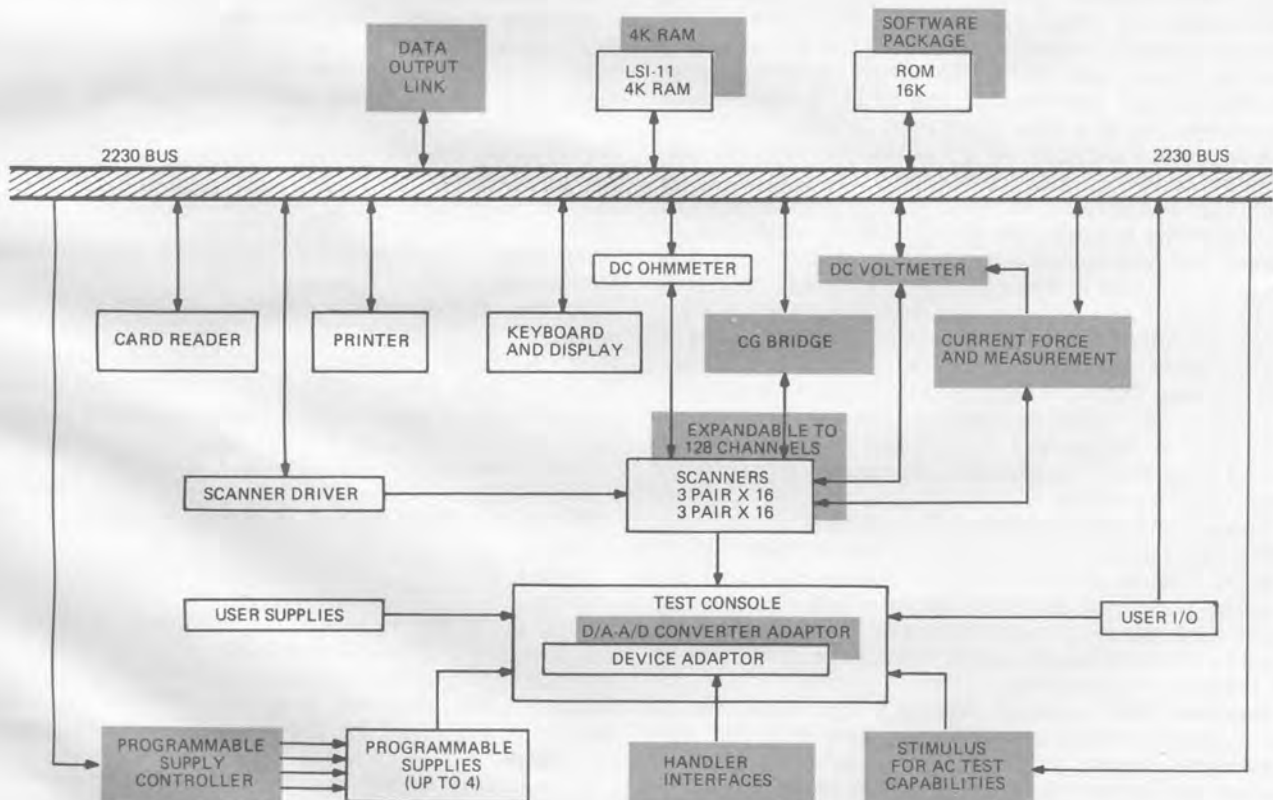 DATA
OUTPUT
LINK
4K RAM
LSI-11
4K RAM
SOFTWARE
PACKAGE
ROM
16K
2230 BUS
2230 BUS
DC OHMMETER
DC VOLTMETER
CARD READER
PRINTER
KEYBOARD
AND DISPLAY
CG BRIDGE
CURRENT FORCE
AND MEASUREMENT
EXPANDABILE TO
128 CHANNELS
SCANNER DRIVER
SCANNERS
3 PAIR X 16
3 PAIR X 16
USER SUPPLIES
TEST CONSOLE
D/A-A/D CONVERTER ADAPTOR
DEVICE ADAPTOR
USER I/O
PROGRAMMABLE
SUPPLY
CONTROLLER
PROGRAMMABLE
SUPPLIES
(UP TO 4)
HANDLER
INTERFACES
STIMULUS
FOR AC TEST
CAPABILITIES